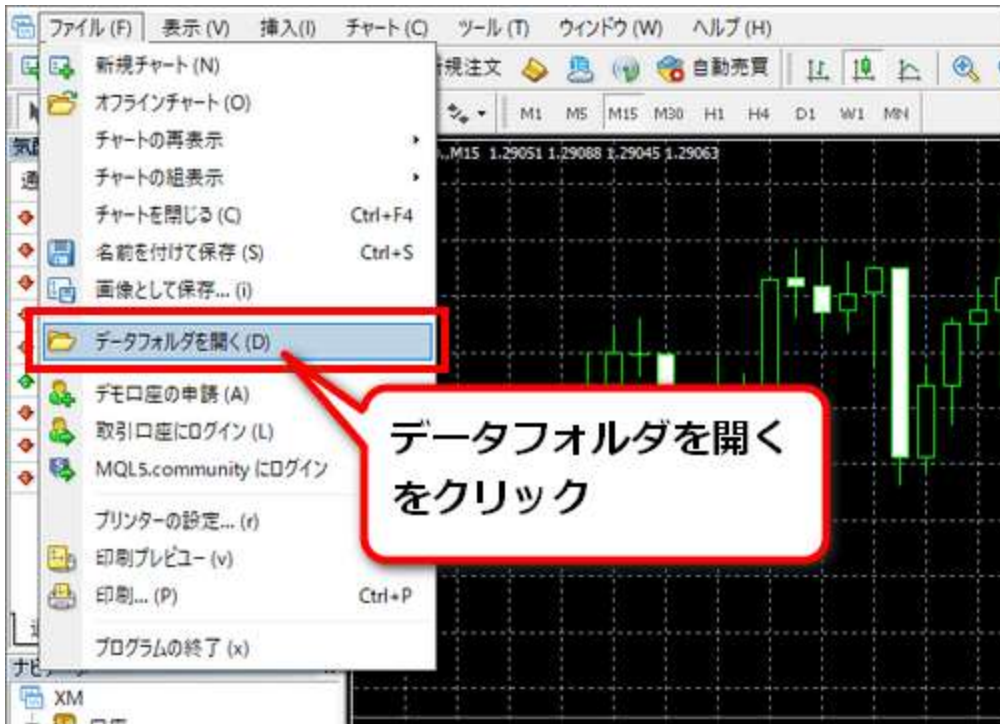 ファイル (F) 表示 (V) 挿入(I) チャート (C) ツール (T) ウィンドウ (W) ヘルプ (H)
新規チャート (N)
規注文 自動売買
オフラインチャート (O)
M1 M5 M15 M30 H1 H4 D1 W1 MN
チャートの再表示
,M15 1.29051 1.29088 1.29045 1.29063
チャートの組表示
チャートを閉じる (C) Ctrl+F4
名前を付けて保存 (S) Ctrl+S
画像として保存... (i)
データフォルダを開く (D)
デモ口座の申請 (A)
取引口座にログイン (L)
MQL5.community にログイン
データフォルダを開く
をクリック
プリンターの設定... (r)
印刷プレビュー (v)
印刷... (P) Ctrl+P
プログラムの終了 (x)
XM